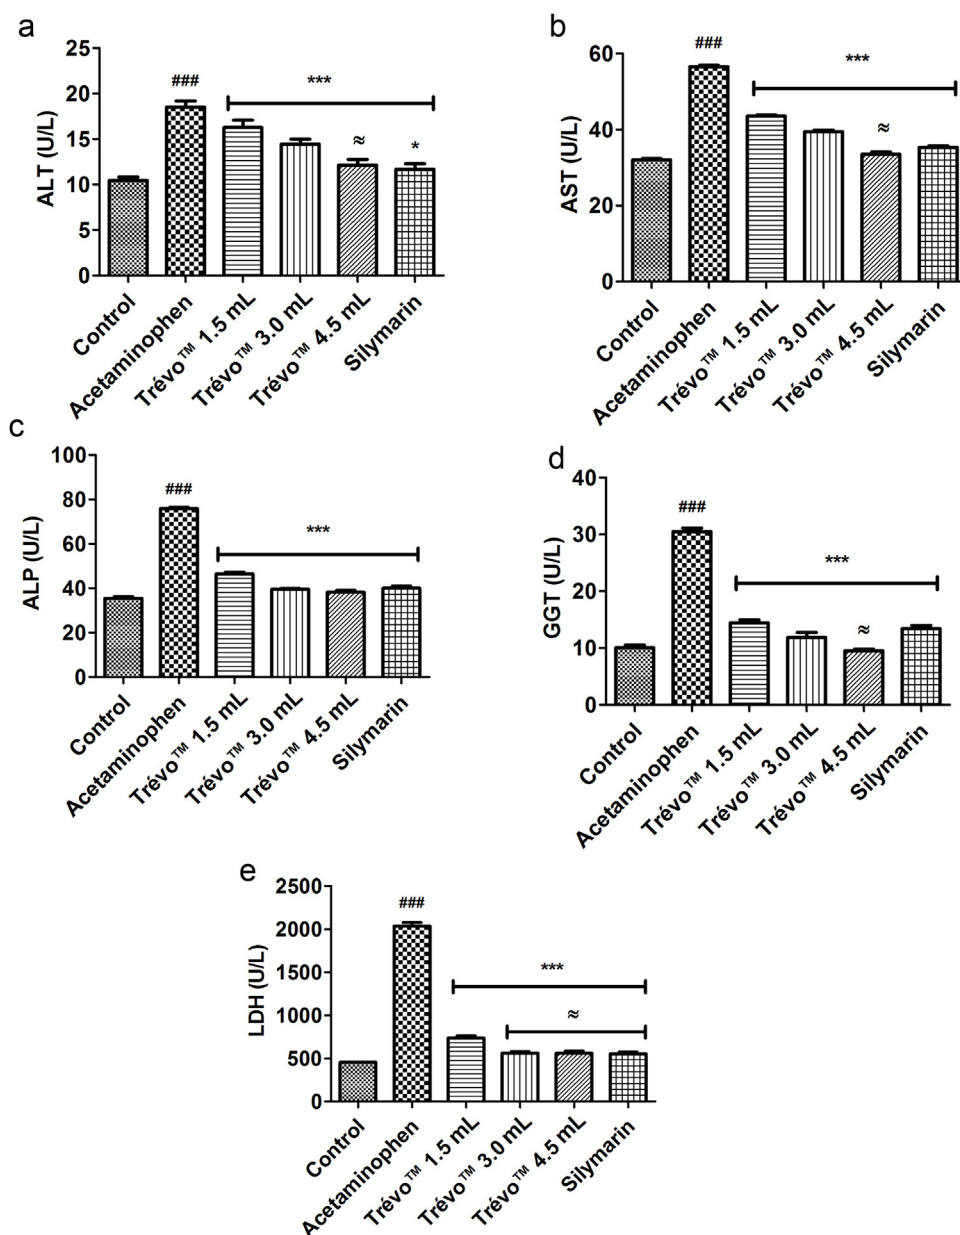 a
ALT (U/L)
25
20
15
10
5
0
###
***
≈
*
Control
Acetaminophen
Trévo™ 1.5 mL
Trévo™ 3.0 mL
Trévo™ 4.5 mL
Silymarin
b
AST (U/L)
60
40
20
0
###
***
≈
Control
Acetaminophen
Trévo™ 1.5 mL
Trévo™ 3.0 mL
Trévo™ 4.5 mL
Silymarin
c
ALP (U/L)
100
80
60
40
20
0
###
***
Control
Acetaminophen
Trévo™ 1.5 mL
Trévo™ 3.0 mL
Trévo™ 4.5 mL
Silymarin
d
GGT (U/L)
40
30
20
10
0
###
***
≈
Control
Acetaminophen
Trévo™ 1.5 mL
Trévo™ 3.0 mL
Trévo™ 4.5 mL
Silymarin
e
LDH (U/L)
2500
2000
1500
1000
500
0
###
***
≈
Control
Acetaminophen
Trévo™ 1.5 mL
Trévo™ 3.0 mL
Trévo™ 4.5 mL
Silymarin